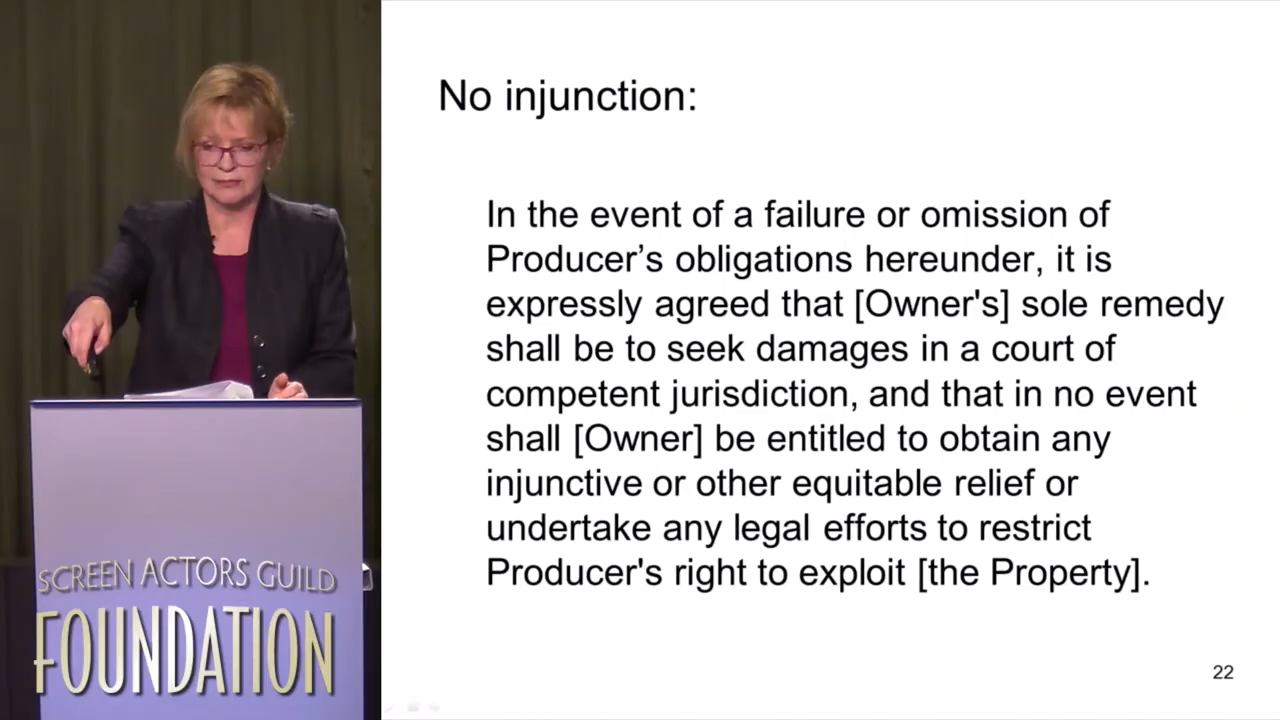 No injunction:
In the event of a failure or omission of
Producer’s obligations hereunder, it is
expressly agreed that [Owner's] sole remedy
shall be to seek damages in a court of
competent jurisdiction, and that in no event
shall [Owner] be entitled to obtain any
injunctive or other equitable relief or
undertake any legal efforts to restrict
Producer's right to exploit [the Property].
22
SCREEN ACTORS GUILD
FOUNDATION